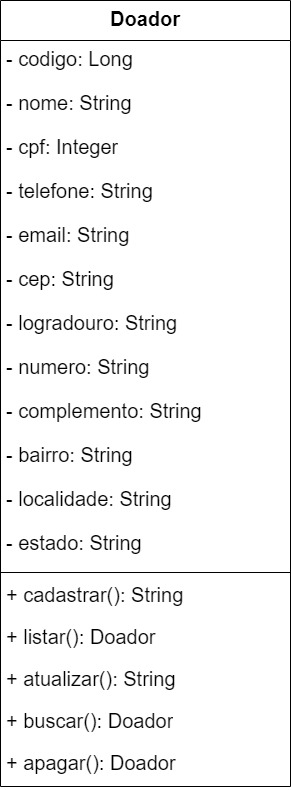 Doador
- codigo: Long
- nome: String
- cpf: Integer
- telefone: String
- email: String
- cep: String
- logradouro: String
- numero: String
- complemento: String
- bairro: String
- localidade: String
- estado: String
+ cadastrar(): String
+ listar(): Doador
+ atualizar(): String
+ buscar(): Doador
+ apagar(): Doador